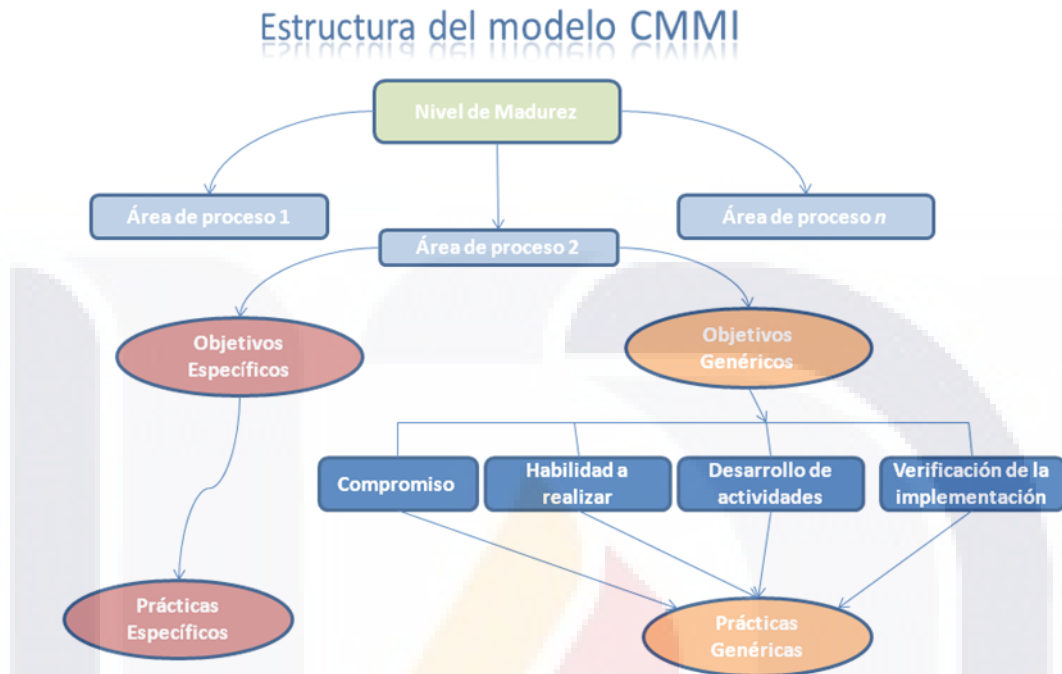 Estructura del modelo CMMI
Nivel de Madurez
Área de proceso 1
Área de proceso n
Área de proceso 2
Objetivos
Específicos
Objetivos
Genéricos
Compromiso
Habilidad a
realizar
Desarrollo de
actividades
Verificación de la
implementación
Prácticas
Específicos
Prácticas
Genéricas